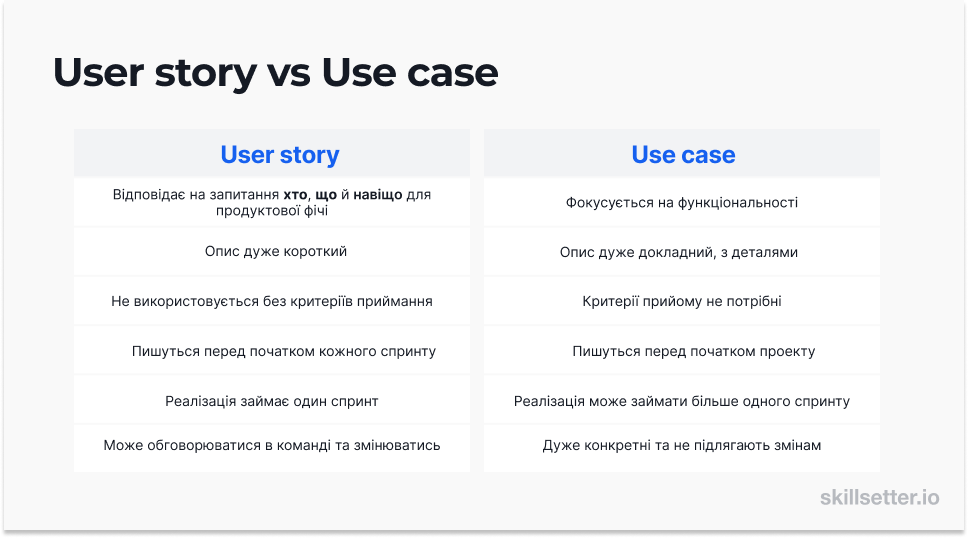 User story vs Use case
User story
Use case
Відповідає на запитання хто, що й навіщо для
продуктової фічі
Фокусується на функціональності
Опис дуже короткий
Опис дуже докладний, з деталями
Не використовується без критеріїв приймання
Критерії прийому не потрібні
Пишуться перед початком кожного спринту
Пишуться перед початком проекту
Реалізація займає один спринт
Реалізація може займати більше одного спринту
Може обговорюватися в команді та змінюватись
Дуже конкретні та не підлягають змінам
skillsetter.io